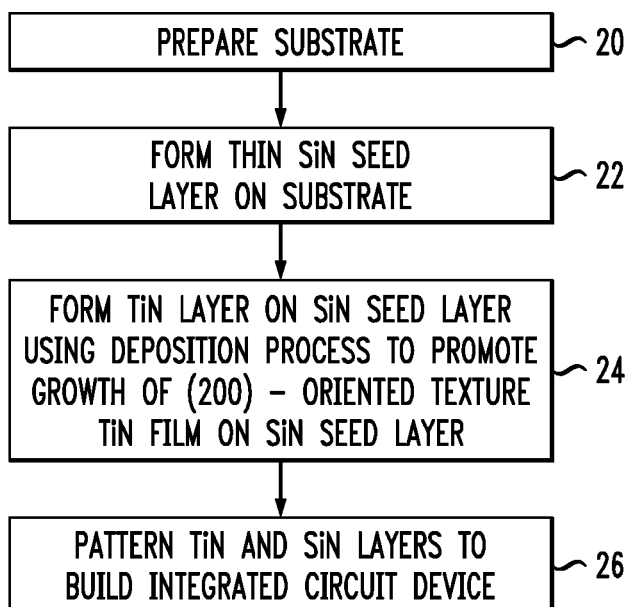 PREPARE SUBSTRATE
20
FORM THIN SiN SEED
LAYER ON SUBSTRATE
22
FORM TiN LAYER ON SiN SEED LAYER
USING DEPOSITION PROCESS TO PROMOTE
GROWTH OF (200) – ORIENTED TEXTURE
TiN FILM ON SiN SEED LAYER
24
PATTERN TiN AND SiN LAYERS TO
BUILD INTEGRATED CIRCUIT DEVICE
26